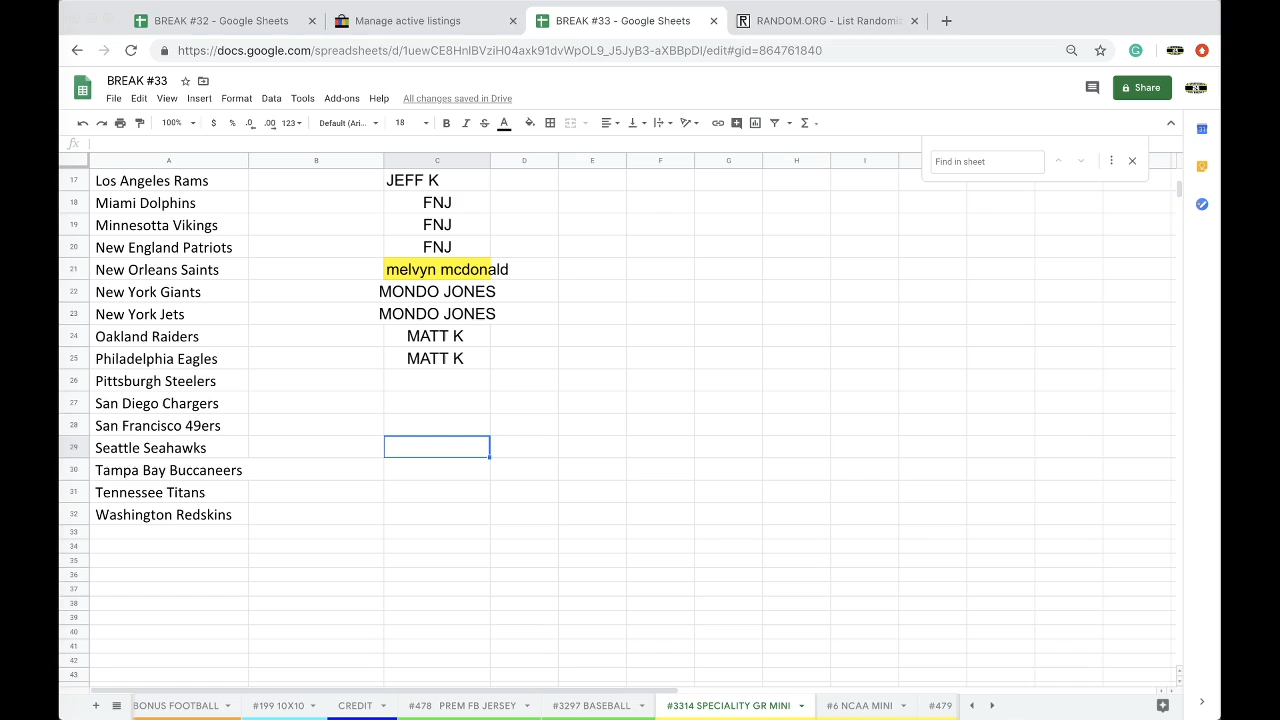 BREAK #32 - Google Sheets
Manage active listings
BREAK #33 - Google Sheets
RANDOM.ORG - List Randomiz
https://docs.google.com/spreadsheets/d/1uewCE8HnIBVziH04axk91dvWpOL9_J5JyB3-aXBBpDI/edit#gid=864761840
BREAK #33
File Edit View Insert Format Data Tools Add-ons Help All changes saved in Drive
Share
100% $ % .0 .00 123 Default (Ari... 18 B I S A
fx
Find in sheet
A B C D E F G H I
17 Los Angeles Rams JEFF K
18 Miami Dolphins FNJ
19 Minnesotta Vikings FNJ
20 New England Patriots FNJ
21 New Orleans Saints melvyn mcdonald
22 New York Giants MONDO JONES
23 New York Jets MONDO JONES
24 Oakland Raiders MATT K
25 Philadelphia Eagles MATT K
26 Pittsburgh Steelers
27 San Diego Chargers
28 San Francisco 49ers
29 Seattle Seahawks
30 Tampa Bay Buccaneers
31 Tennessee Titans
32 Washington Redskins
33
34
35
36
37
38
39
40
41
42
43
BONUS FOOTBALL #199 10X10 CREDIT #478 PREM FB JERSEY #3297 BASEBALL #3314 SPECIALITY GR MINI #6 NCAA MINI #479